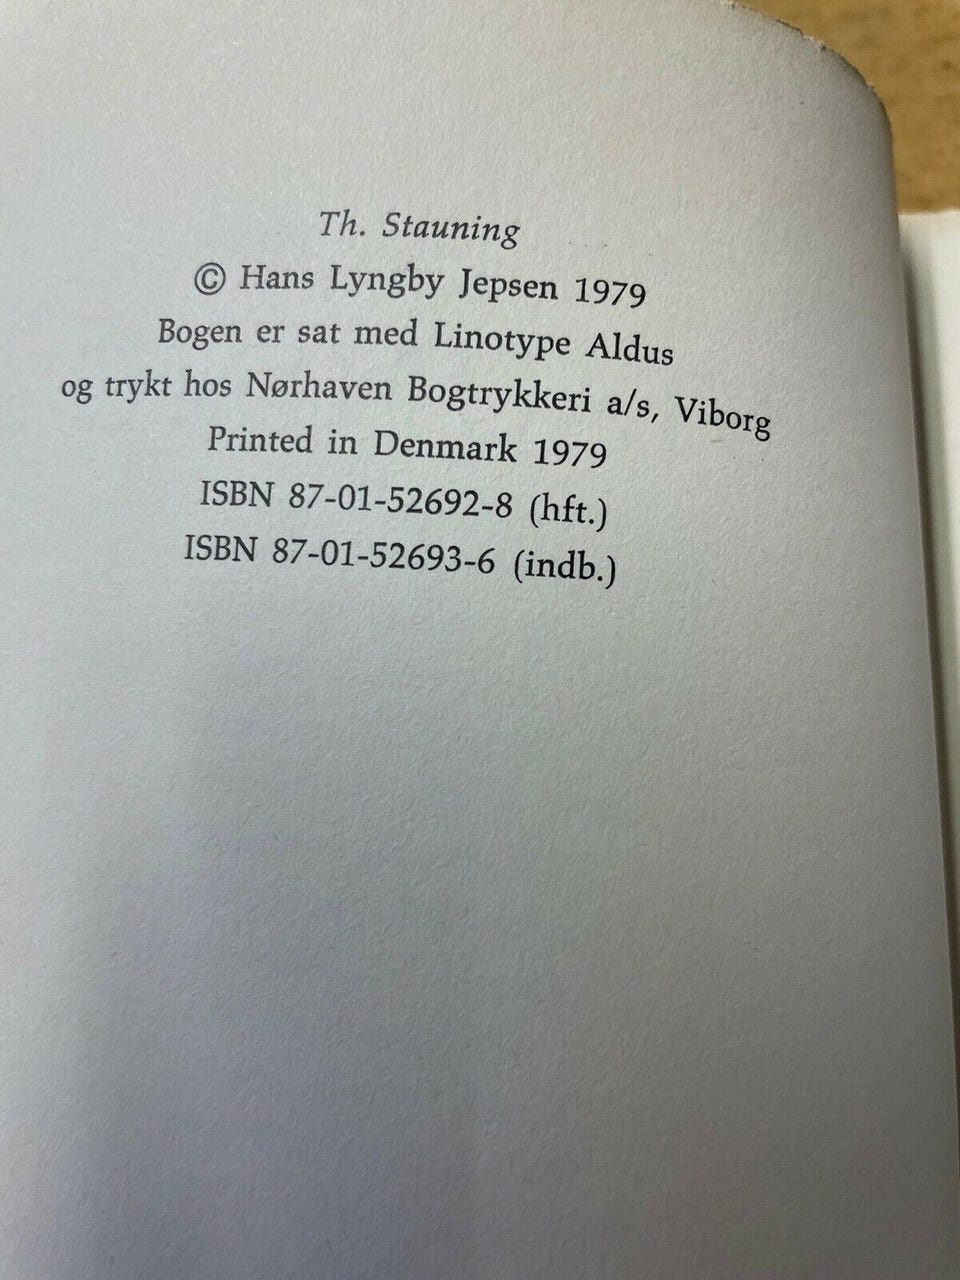 Th. Stauning
© Hans Lyngby Jepsen 1979
Bogen er sat med Linotype Aldus
og trykt hos Nørhaven Bogtrykkeri a/s, Viborg
Printed in Denmark 1979
ISBN 87-01-52692-8 (hft.)
ISBN 87-01-52693-6 (indb.)